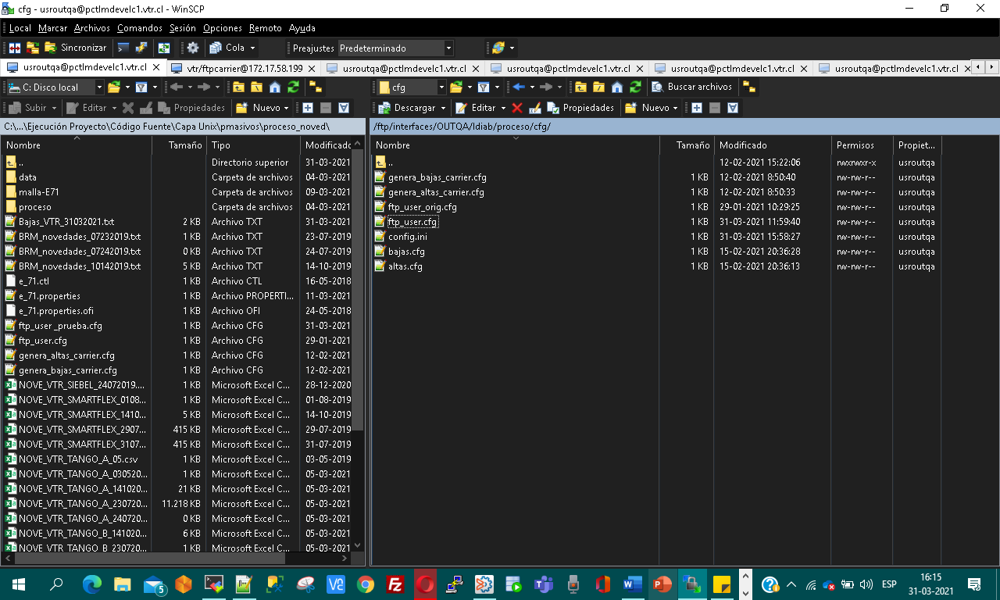 cfg - usroutqa@pctlmdevelc1.vtr.cl - WinSCP
Local Marcar Archivos Comandos Sesión Opciones Remoto Ayuda
Sincronizar Cola Preajustes Predeterminado
usroutqa@pctlmdevelc1.vtr.cl vtr/ftpcarrier@172.17.58.199 usroutqa@pctlmdevelc1.vtr.cl usroutqa@pctlmdevelc1.vtr.cl usroutqa@pctlmdevelc1.vtr.cl
C: Disco local
Subir Editar Propiedades Nuevo
C:\...\Ejecución Proyecto\Código Fuente\Capa Unix\pmasivos\proceso_noved\
Nombre Tamaño Tipo Modificado
.. Directorio superior 31-03-2021
data Carpeta de archivos 04-03-2021
malla-E71 Carpeta de archivos 09-03-2021
proceso Carpeta de archivos 04-03-2021
Bajas_VTR_31032021.txt 2 KB Archivo TXT 31-03-2021
BRM_novedades_07232019.txt 1 KB Archivo TXT 23-07-2019
BRM_novedades_07242019.txt 0 KB Archivo TXT 24-07-2019
BRM_novedades_10142019.txt 5 KB Archivo TXT 14-10-2019
e_71.ctl 1 KB Archivo CTL 16-05-2018
e_71.properties 1 KB Archivo PROPERTI... 11-03-2021
e_71.properties.ofi 1 KB Archivo OFI 24-05-2018
ftp_user _prueba.cfg 1 KB Archivo CFG 31-03-2021
ftp_user.cfg 1 KB Archivo CFG 29-01-2021
genera_altas_carrier.cfg 1 KB Archivo CFG 12-02-2021
genera_bajas_carrier.cfg 1 KB Archivo CFG 12-02-2021
NOVE_VTR_SIEBEL_24072019.... 1 KB Microsoft Excel C... 28-12-2020
NOVE_VTR_SMARTFLEX_0108... 1 KB Microsoft Excel C... 01-08-2019
NOVE_VTR_SMARTFLEX_1410... 5 KB Microsoft Excel C... 14-10-2019
NOVE_VTR_SMARTFLEX_2907... 415 KB Microsoft Excel C... 29-07-2019
NOVE_VTR_SMARTFLEX_3107... 415 KB Microsoft Excel C... 31-07-2019
NOVE_VTR_TANGO_A_05.csv 1 KB Microsoft Excel C... 03-05-2019
NOVE_VTR_TANGO_A_030520... 1 KB Microsoft Excel C... 05-03-2021
NOVE_VTR_TANGO_A_141020... 21 KB Microsoft Excel C... 05-03-2021
NOVE_VTR_TANGO_A_230720... 11.218 KB Microsoft Excel C... 05-03-2021
NOVE_VTR_TANGO_A_240720... 0 KB Microsoft Excel C... 05-03-2021
NOVE_VTR_TANGO_B_141020... 6 KB Microsoft Excel C... 05-03-2021
NOVE_VTR_TANGO_B_230720... 1 KB Microsoft Excel C... 05-03-2021
cfg Buscar archivos
Descargar Editar Propiedades Nuevo
/ftp/interfaces/OUTQA/ldiab/proceso/cfg/
Nombre Tamaño Modificado Permisos Propiet...
.. 12-02-2021 15:22:06 rwxrwxr-x usroutqa
genera_bajas_carrier.cfg 1 KB 12-02-2021 8:50:40 rw-rw-r-- usroutqa
genera_altas_carrier.cfg 1 KB 12-02-2021 8:50:33 rw-rw-r-- usroutqa
ftp_user_orig.cfg 1 KB 29-01-2021 10:29:25 rw-rw-r-- usroutqa
ftp_user.cfg 1 KB 31-03-2021 11:59:40 rw-rw-r-- usroutqa
config.ini 1 KB 31-03-2021 15:58:27 rw-rw-r-- usroutqa
bajas.cfg 1 KB 15-02-2021 20:36:28 rw-rw-r-- usroutqa
altas.cfg 1 KB 15-02-2021 20:36:13 rw-rw-r-- usroutqa
5 ESP 16:15
31-03-2021